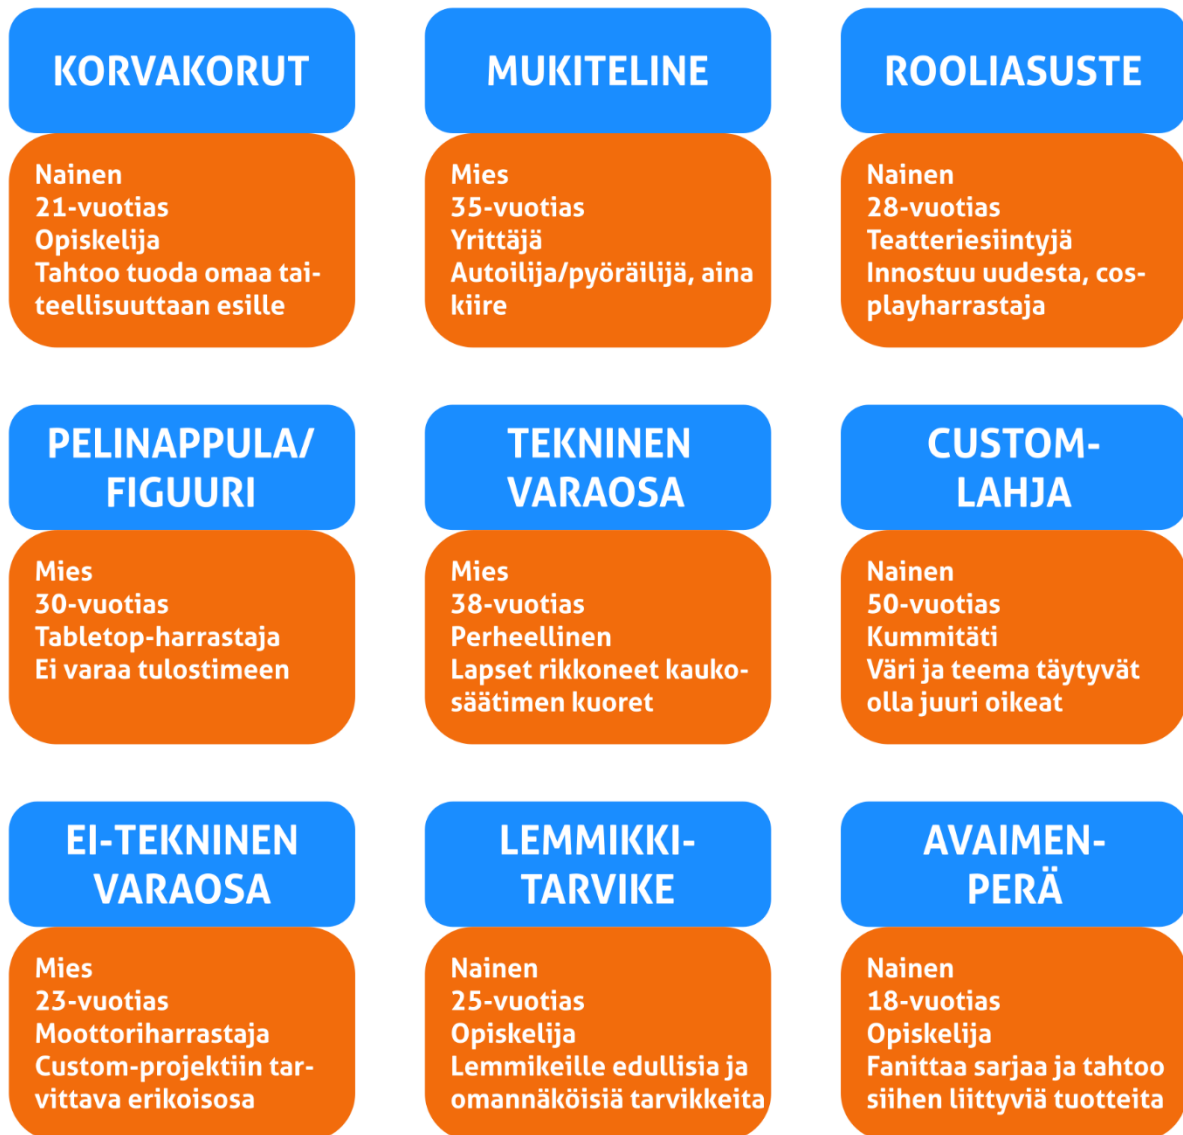 KORVAKORUT
Nainen
21-vuotias
Opiskelija
Tahtoo tuoda omaa tai-
teellisuuttaan esille
MUKITELINE
Mies
35-vuotias
Yrittäjä
Autoilija/pyöräilijä, aina
kiire
ROOLIASUSTE
Nainen
28-vuotias
Teatteriesiintyjä
Innostuu uudesta, cos-
playharrastaja
PELINAPPULA/
FIGUURI
Mies
30-vuotias
Tabletop-harrastaja
Ei varaa tulostimeen
TEKNINEN
VARAOSA
Mies
38-vuotias
Perheellinen
Lapset rikkoneet kauko-
säätimen kuoret
CUSTOM-
LAHJA
Nainen
50-vuotias
Kummitäti
Väri ja teema täytyvät
olla juuri oikeat
EI-TEKNINEN
VARAOSA
Mies
23-vuotias
Moottoriharrastaja
Custom-projektiin tar-
vittava erikoisosa
LEMMIKKI-
TARVIKE
Nainen
25-vuotias
Opiskelija
Lemmikeille edullisia ja
omannäköisiä tarvikkeita
AVAIMEN-
PERÄ
Nainen
18-vuotias
Opiskelija
Fanittaa sarjaa ja tahtoo
siihen liittyviä tuotteita